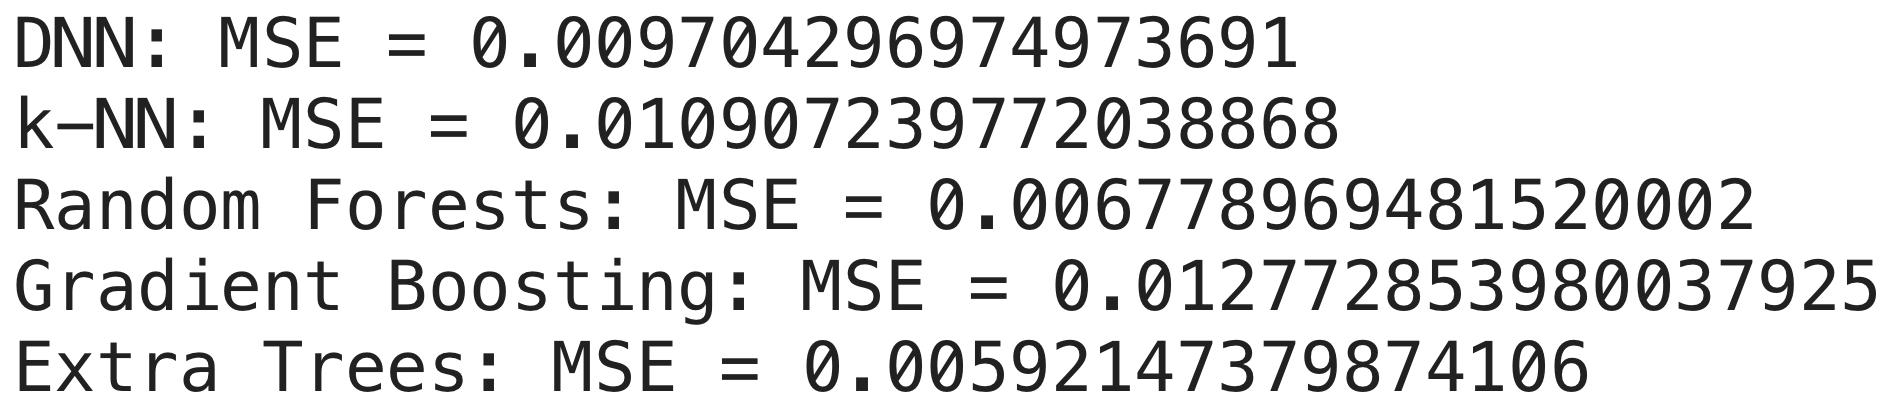 DNN: MSE = 0.009704296974973691
k-NN: MSE = 0.010907239772038868
Random Forests: MSE = 0.006778969481520002
Gradient Boosting: MSE = 0.012772853980037925
Extra Trees: MSE = 0.00592147379874106